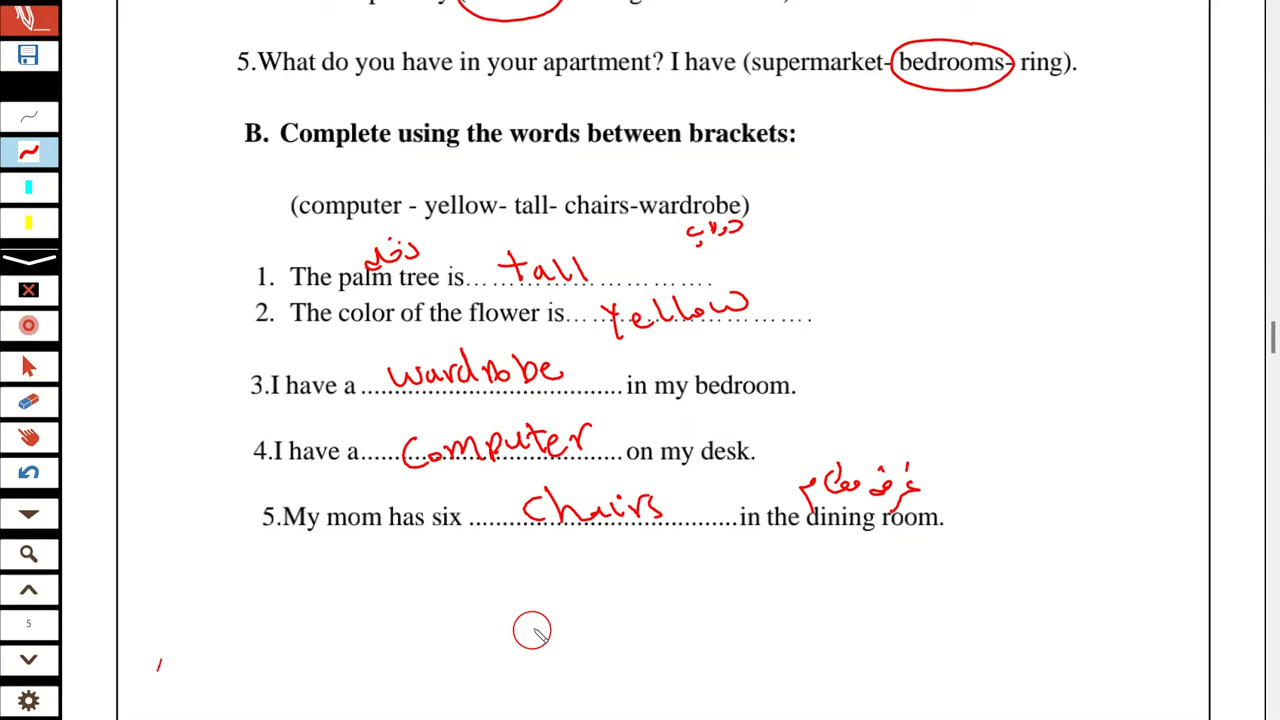 5.What do you have in your apartment? I have (supermarket- bedrooms- ring).
B. Complete using the words between brackets:
(computer - yellow- tall- chairs-wardrobe)
دولاب
نخلة
1. The palm tree is... tall ...
2. The color of the flower is... Yellow ...
3.I have a ... wardrobe ... in my bedroom.
4.I have a... Computer ... on my desk.
غرفة طعام
5.My mom has six ... chairs ... in the dining room.
5